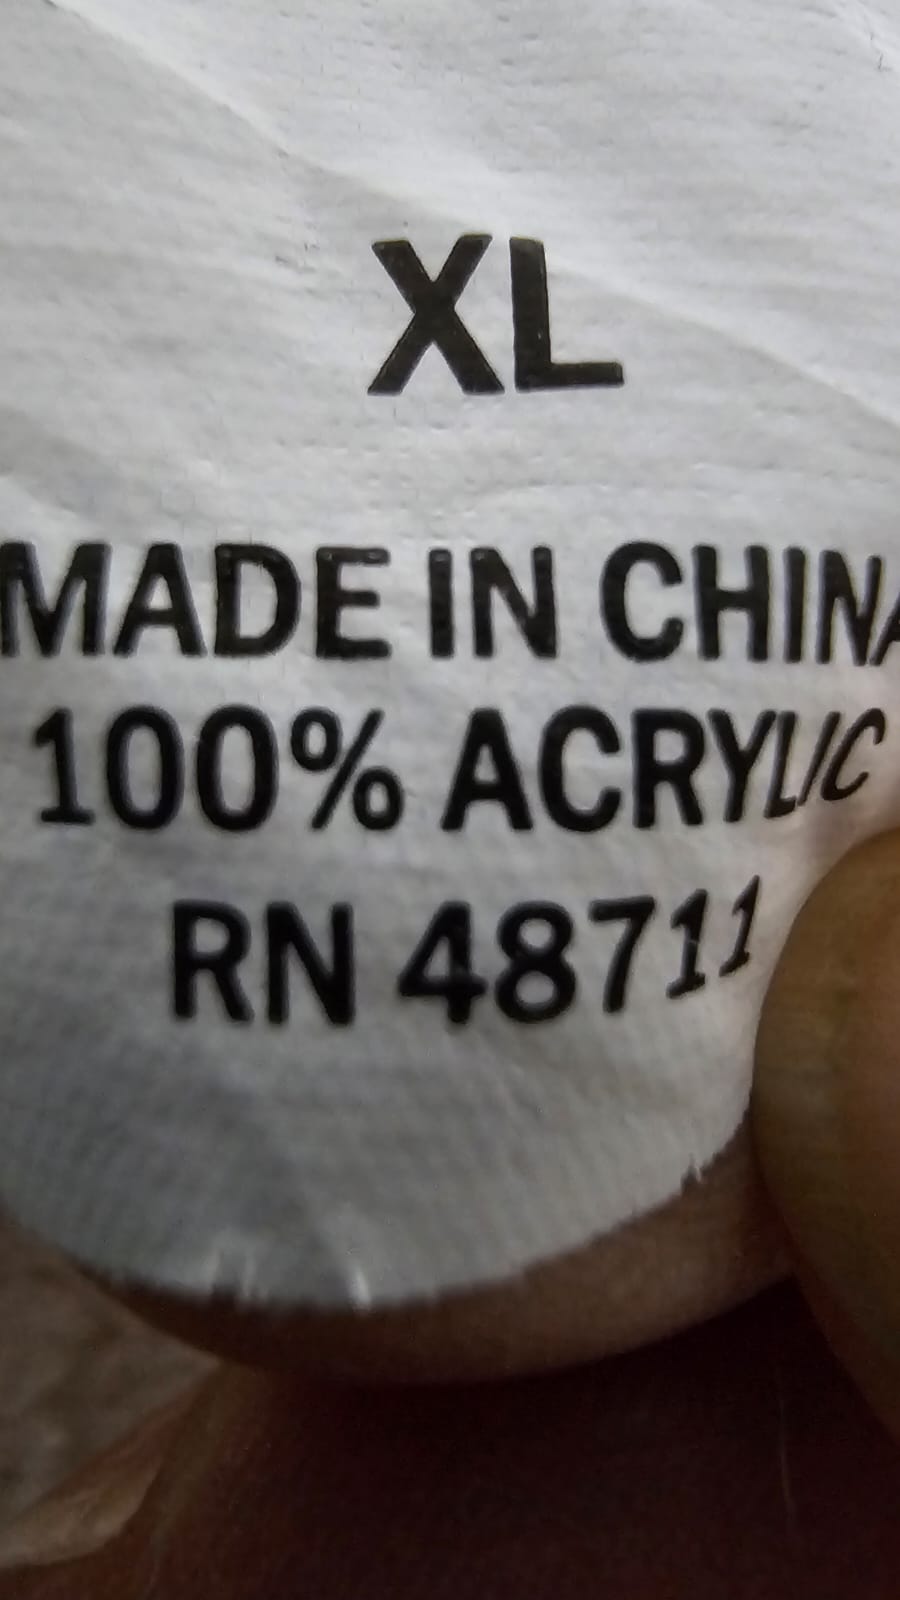 XL
MADE IN CHINA
100% ACRYLIC
RN 48711